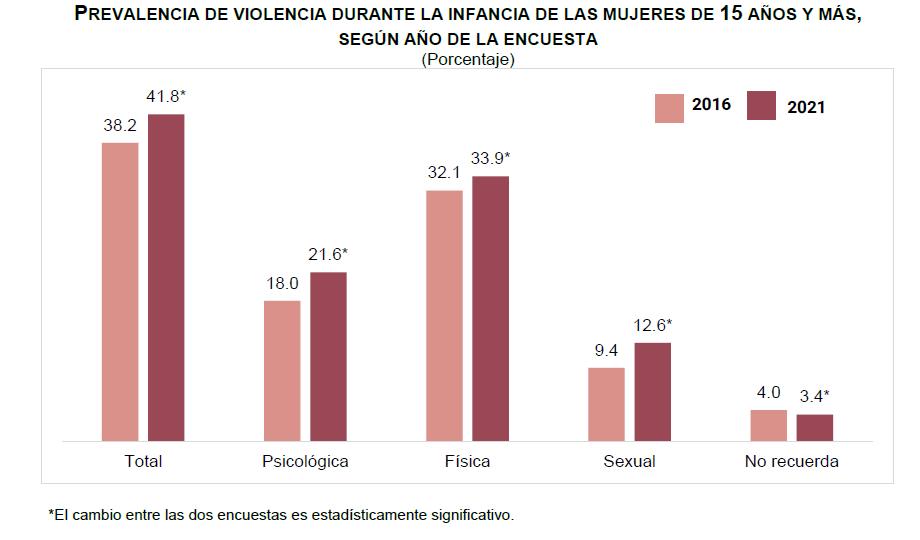 PREVALENCIA DE VIOLENCIA DURANTE LA INFANCIA DE LAS MUJERES DE 15 AÑOS Y MÁS,
SEGÚN AÑO DE LA ENCUESTA
(Porcentaje)
2016 2021
38.2 41.8*
18.0 21.6*
32.1 33.9*
9.4 12.6*
4.0 3.4*
Total Psicológica Física Sexual No recuerda
*El cambio entre las dos encuestas es estadísticamente significativo.